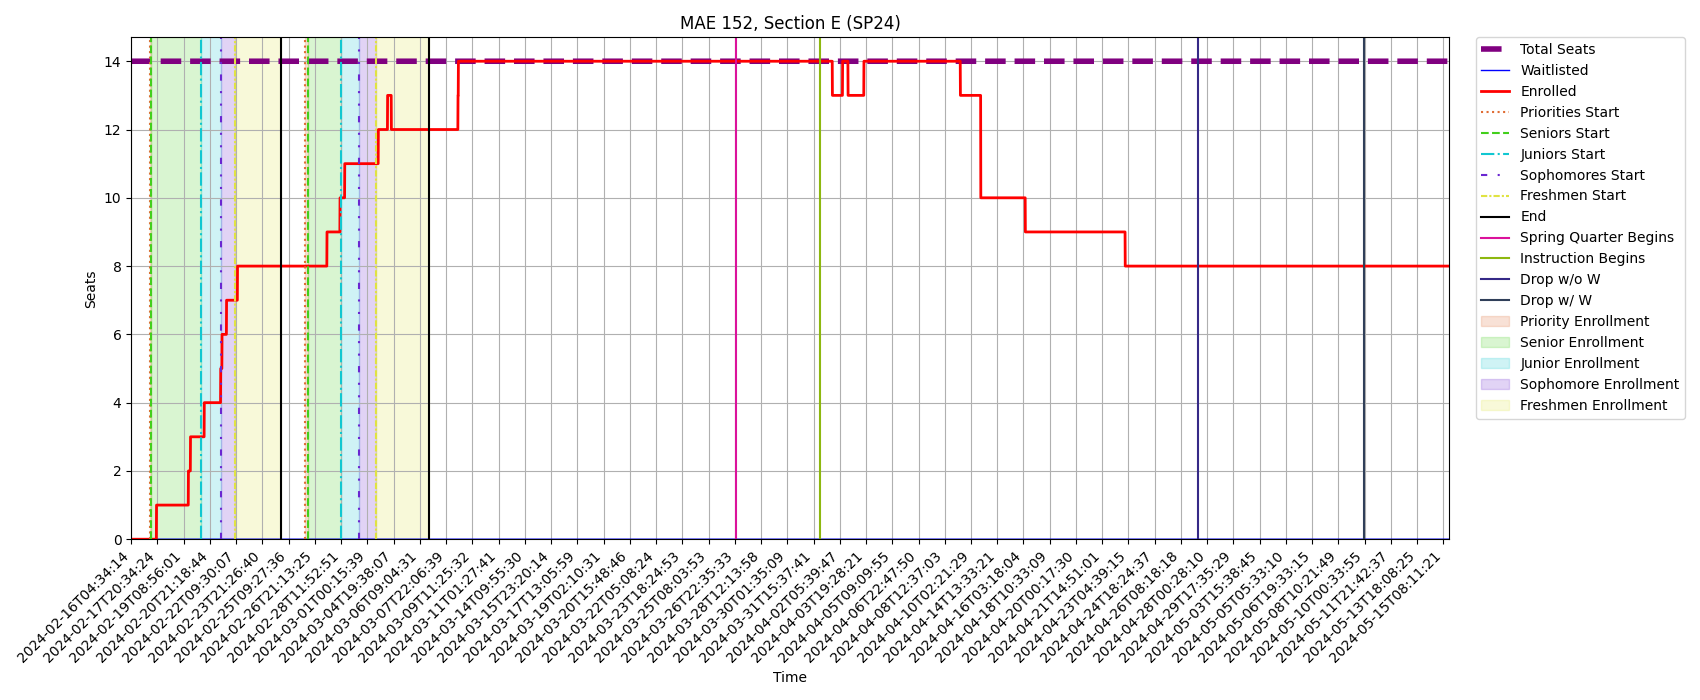 MAE 152, Section E (SP24)
Seats
14
12
10
8
6
4
2
0
2024-02-16T04:34:14
2024-02-17T20:34:24
2024-02-19T08:56:01
2024-02-20T21:18:44
2024-02-22T09:30:07
2024-02-23T21:26:40
2024-02-25T09:27:36
2024-02-26T21:13:25
2024-02-28T11:52:51
2024-03-01T00:15:39
2024-03-04T19:38:07
2024-03-06T09:04:31
2024-03-07T22:06:39
2024-03-11T01:25:32
2024-03-11T01:27:41
2024-03-14T09:55:30
2024-03-15T23:20:14
2024-03-17T13:05:59
2024-03-19T02:10:31
2024-03-20T15:48:46
2024-03-22T05:08:24
2024-03-23T18:24:53
2024-03-25T08:03:53
2024-03-26T22:35:33
2024-03-28T12:13:58
2024-03-30T01:35:09
2024-03-31T15:37:41
2024-04-02T05:39:47
2024-04-03T19:28:21
2024-04-05T09:09:55
2024-04-06T22:47:50
2024-04-08T12:37:03
2024-04-10T02:21:29
2024-04-14T14:33:21
2024-04-16T03:18:04
2024-04-18T10:33:09
2024-04-20T00:17:30
2024-04-21T14:51:01
2024-04-23T04:39:15
2024-04-24T18:24:37
2024-04-26T08:18:18
2024-04-28T00:28:10
2024-04-29T17:35:29
2024-05-03T15:38:45
2024-05-05T05:33:10
2024-05-06T19:33:15
2024-05-08T10:21:49
2024-05-10T00:33:55
2024-05-11T21:42:37
2024-05-13T18:08:25
2024-05-15T08:11:21
Time
Total Seats
Waitlisted
Enrolled
Priorities Start
Seniors Start
Juniors Start
Sophomores Start
Freshmen Start
End
Spring Quarter Begins
Instruction Begins
Drop w/o W
Drop w/ W
Priority Enrollment
Senior Enrollment
Junior Enrollment
Sophomore Enrollment
Freshmen Enrollment